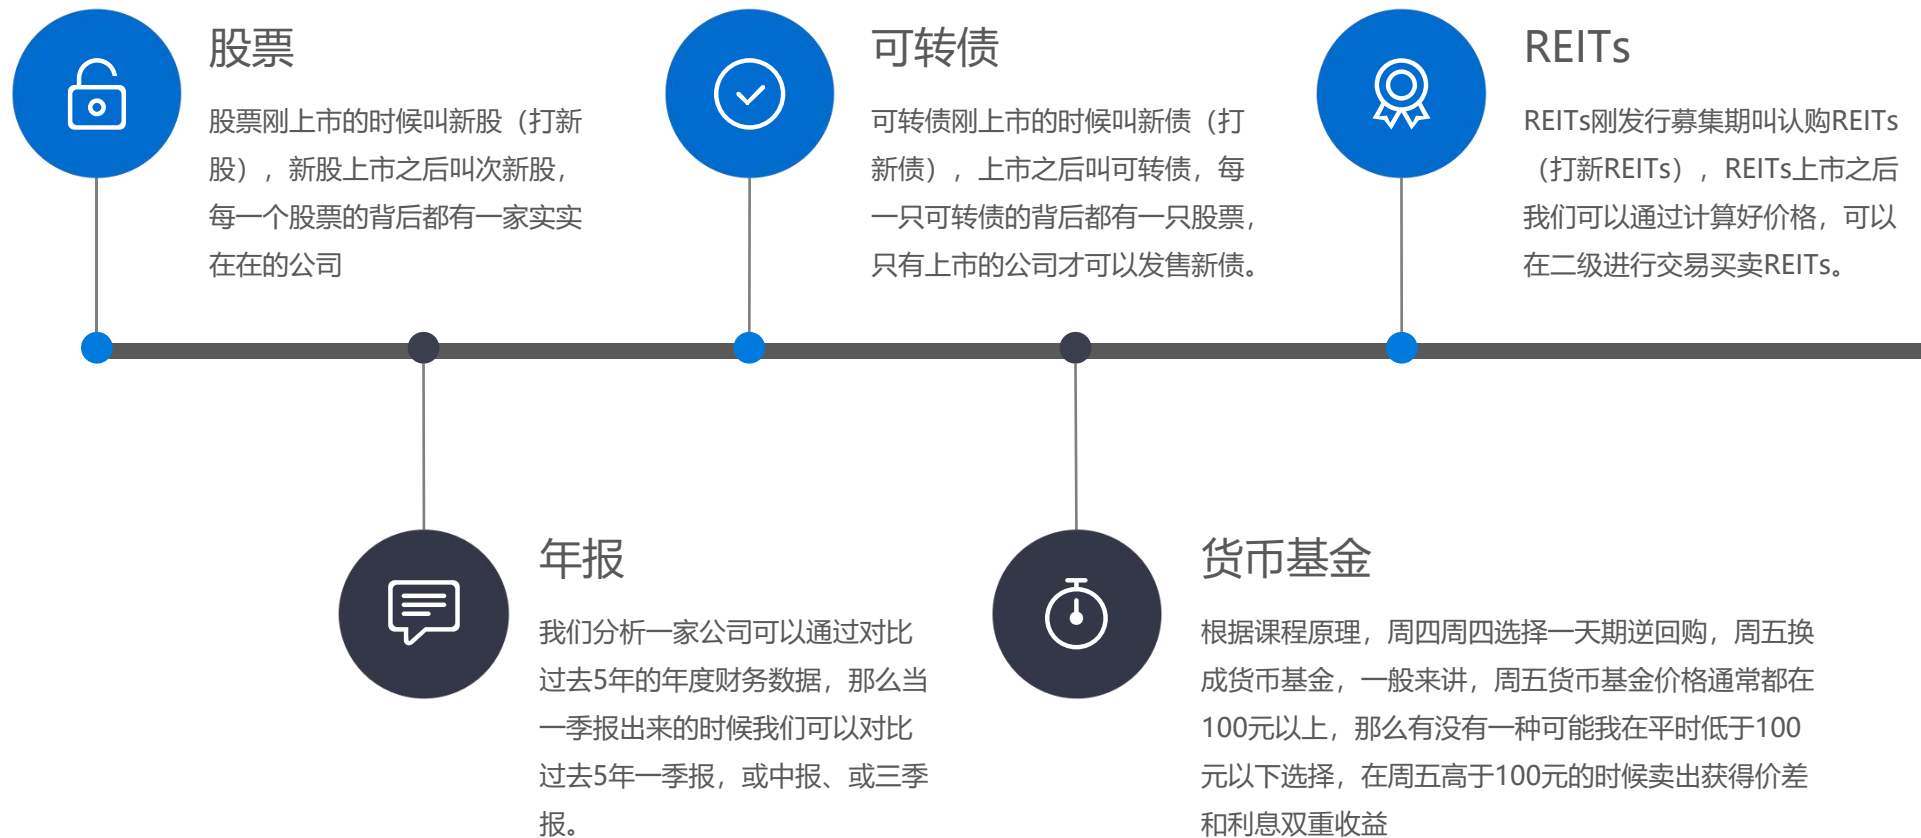 股票
股票刚上市的时候叫新股（打新
股），新股上市之后叫次新股，
每一个股票的背后都有一家实实
在在的公司
可转债
可转债刚上市的时候叫新债（打
新债），上市之后叫可转债，每
一只可转债的背后都有一只股票，
只有上市的公司才可以发售新债。
REITs
REITs刚发行募集期叫认购REITs
（打新REITs），REITs上市之后
我们可以通过计算好价格，可以
在二级进行交易买卖REITs。
年报
我们分析一家公司可以通过对比
过去5年的年度财务数据，那么当
一季报出来的时候我们可以对比
过去5年一季报，或中报、或三季
报。
货币基金
根据课程原理，周四周四选择一天期逆回购，周五换
成货币基金，一般来讲，周五货币基金价格通常都在
100元以上，那么有没有一种可能我在平时低于100
元以下选择，在周五高于100元的时候卖出获得价差
和利息双重收益